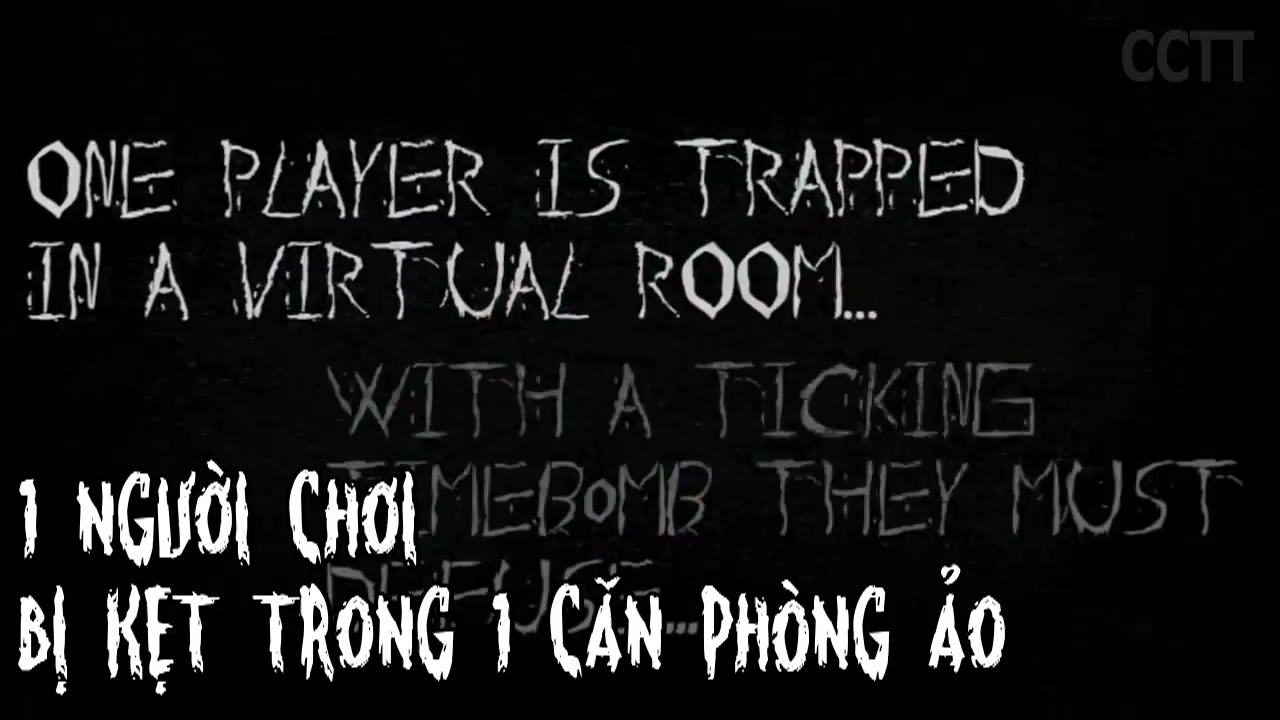 CCTT
ONE PLAYER IS TRAPPED
IN A VIRTUAL ROOM...
WITH A TICKING
TIMEBOMB THEY MUST
DEFUSE...
1 NGƯỜI CHƠI
BỊ KẸT TRONG 1 CĂN PHÒNG ẢO